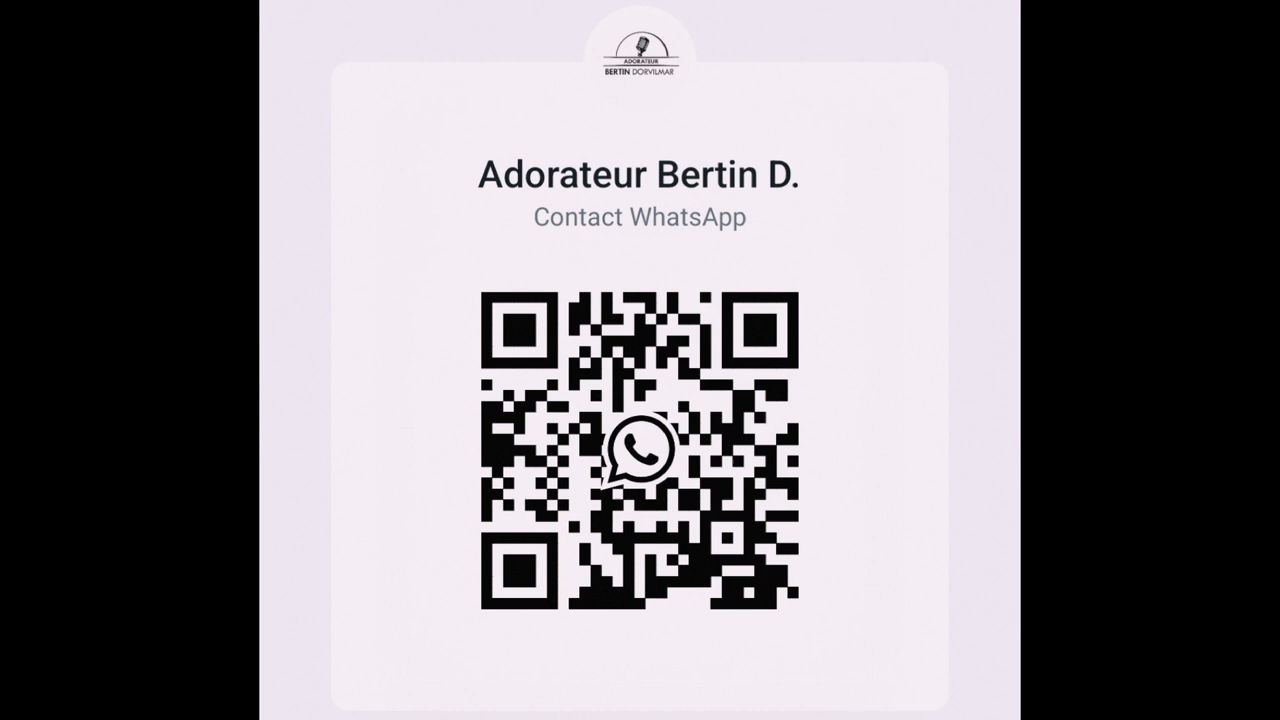 ADORATEUR
BERTIN DORVILMAR
Adorateur Bertin D.
Contact WhatsApp